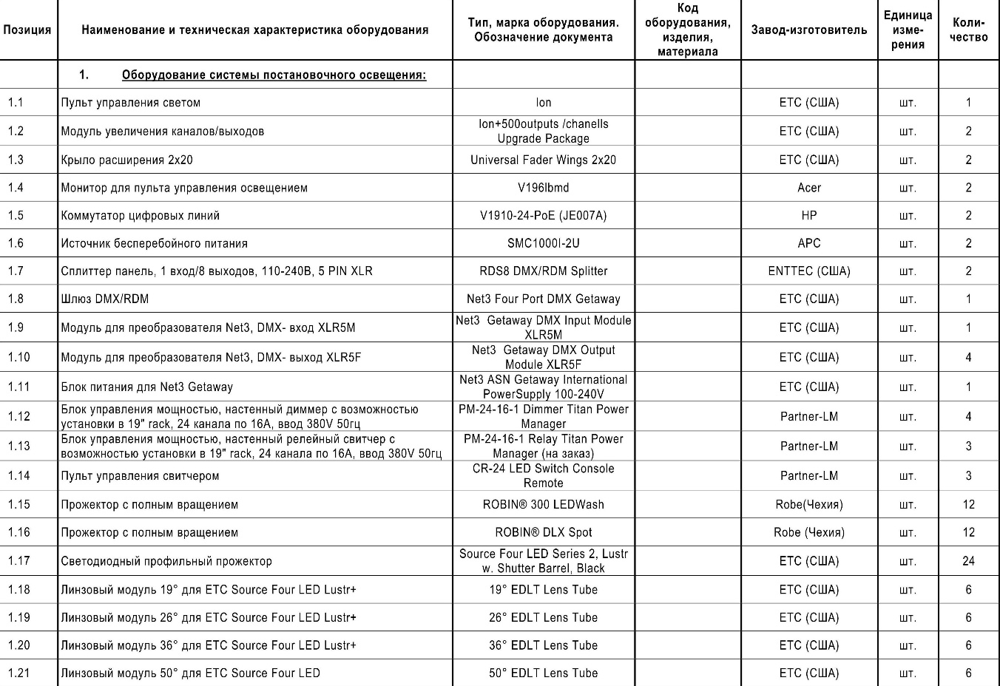 Позиция
Наименование и техническая характеристика оборудования
Тип, марка оборудования.
Обозначение документа
Код
оборудования,
изделия,
материала
Завод-изготовитель
Единица
изме-
рения
Коли-
чество
1. Оборудование системы постановочного освещения:
1.1 Пульт управления светом Ion ETC (США) шт. 1
1.2 Модуль увеличения каналов/выходов
Ion+500outputs /chanells
Upgrade Package
ETC (США) шт. 2
1.3 Крыло расширения 2х20 Universal Fader Wings 2x20 ETC (США) шт. 2
1.4 Монитор для пульта управления освещением V196lbmd Acer шт. 2
1.5 Коммутатор цифровых линий V1910-24-PoE (JE007A) HP шт. 2
1.6 Источник бесперебойного питания SMC1000I-2U APC шт. 2
1.7 Сплиттер панель, 1 вход/8 выходов, 110-240В, 5 PIN XLR RDS8 DMX/RDM Splitter ENTTEC (США) шт. 2
1.8 Шлюз DMX/RDM Net3 Four Port DMX Getaway ETC (США) шт. 1
1.9 Модуль для преобразователя Net3, DMX- вход XLR5M
Net3 Getaway DMX Input Module
XLR5M
ETC (США) шт. 1
1.10 Модуль для преобразователя Net3, DMX- выход XLR5F
Net3 Getaway DMX Output
Module XLR5F
ETC (США) шт. 4
1.11 Блок питания для Net3 Getaway
Net3 ASN Getaway International
PowerSupply 100-240V
ETC (США) шт. 1
1.12
Блок управления мощностью, настенный диммер с возможностью
установки в 19" rack, 24 канала по 16А, ввод 380V 50гц
PM-24-16-1 Dimmer Titan Power
Manager
Partner-LM шт. 4
1.13
Блок управления мощностью, настенный релейный свитчер с
возможностью установки в 19" rack, 24 канала по 16А, ввод 380V 50гц
PM-24-16-1 Relay Titan Power
Manager (на заказ)
Partner-LM шт. 3
1.14 Пульт управления свитчером
CR-24 LED Switch Console
Remote
Partner-LM шт. 3
1.15 Прожектор с полным вращением ROBIN® 300 LEDWash Robe(Чехия) шт. 12
1.16 Прожектор с полным вращением ROBIN® DLX Spot Robe (Чехия) шт. 12
1.17 Светодиодный профильный прожектор
Source Four LED Series 2, Lustr
w. Shutter Barrel, Black
ETC (США) шт. 24
1.18 Линзовый модуль 19° для ETC Source Four LED Lustr+ 19° EDLT Lens Tube ETC (США) шт. 6
1.19 Линзовый модуль 26° для ETC Source Four LED Lustr+ 26° EDLT Lens Tube ETC (США) шт. 6
1.20 Линзовый модуль 36° для ETC Source Four LED Lustr+ 36° EDLT Lens Tube ETC (США) шт. 6
1.21 Линзовый модуль 50° для ETC Source Four LED 50° EDLT Lens Tube ETC (США) шт. 6